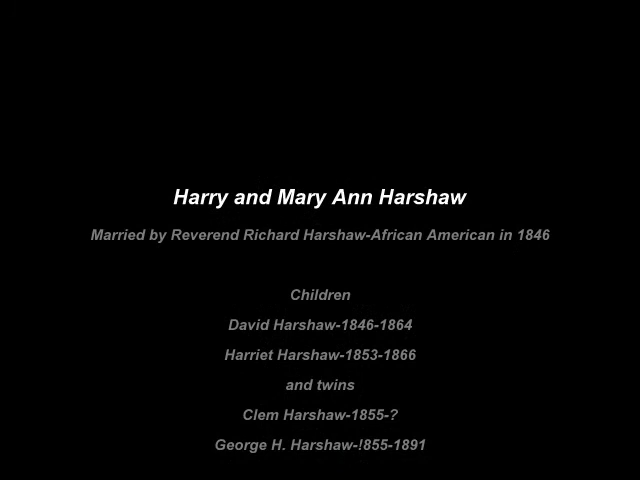 Harry and Mary Ann Harshaw
Married by Reverend Richard Harshaw-African American in 1846
Children
David Harshaw-1846-1864
Harriet Harshaw-1853-1866
and twins
Clem Harshaw-1855-?
George H. Harshaw-!855-1891